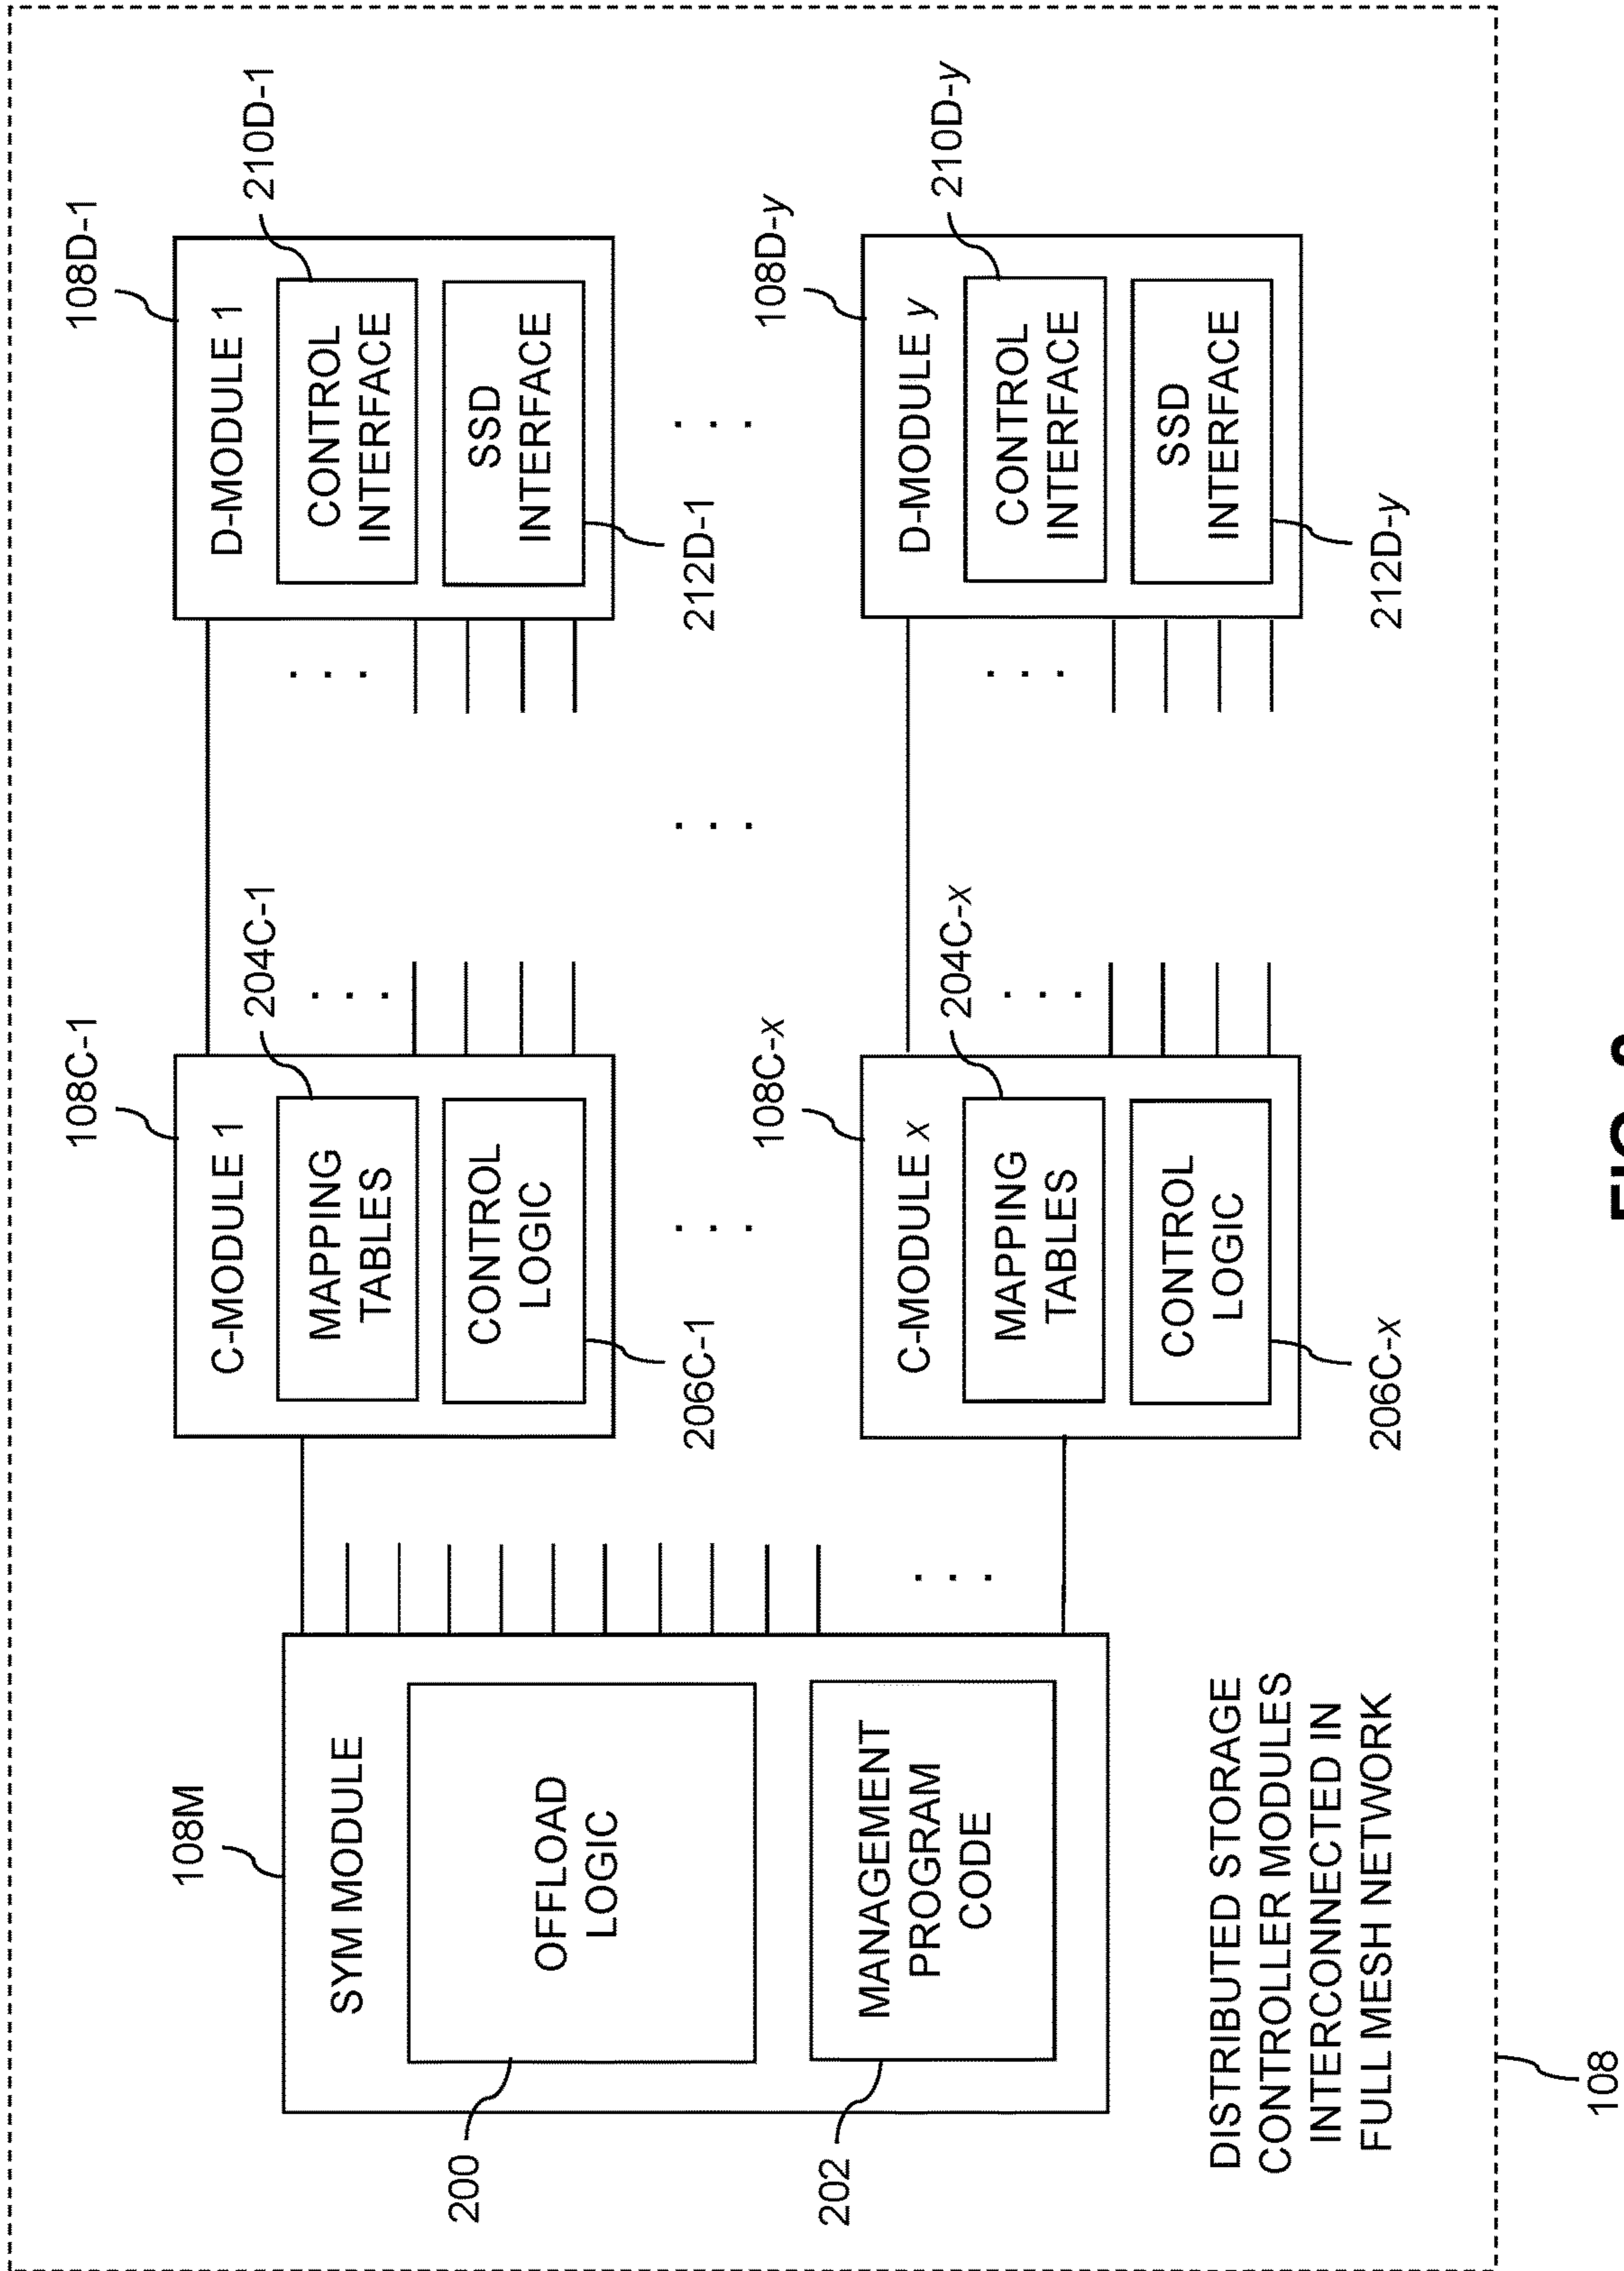 108M
SYM MODULE
OFFLOAD
LOGIC
200
MANAGEMENT
PROGRAM
CODE
202
DISTRIBUTED STORAGE
CONTROLLER MODULES
INTERCONNECTED IN
FULL MESH NETWORK
108
108C-1
C-MODULE 1
204C-1
MAPPING
TABLES
CONTROL
LOGIC
206C-1
. . .
108C-x
C-MODULE x
204C-x
MAPPING
TABLES
CONTROL
LOGIC
206C-x
. . .
108D-1
D-MODULE 1
210D-1
CONTROL
INTERFACE
SSD
INTERFACE
212D-1
. . .
108D-y
D-MODULE y
210D-y
CONTROL
INTERFACE
SSD
INTERFACE
212D-y
FIG.